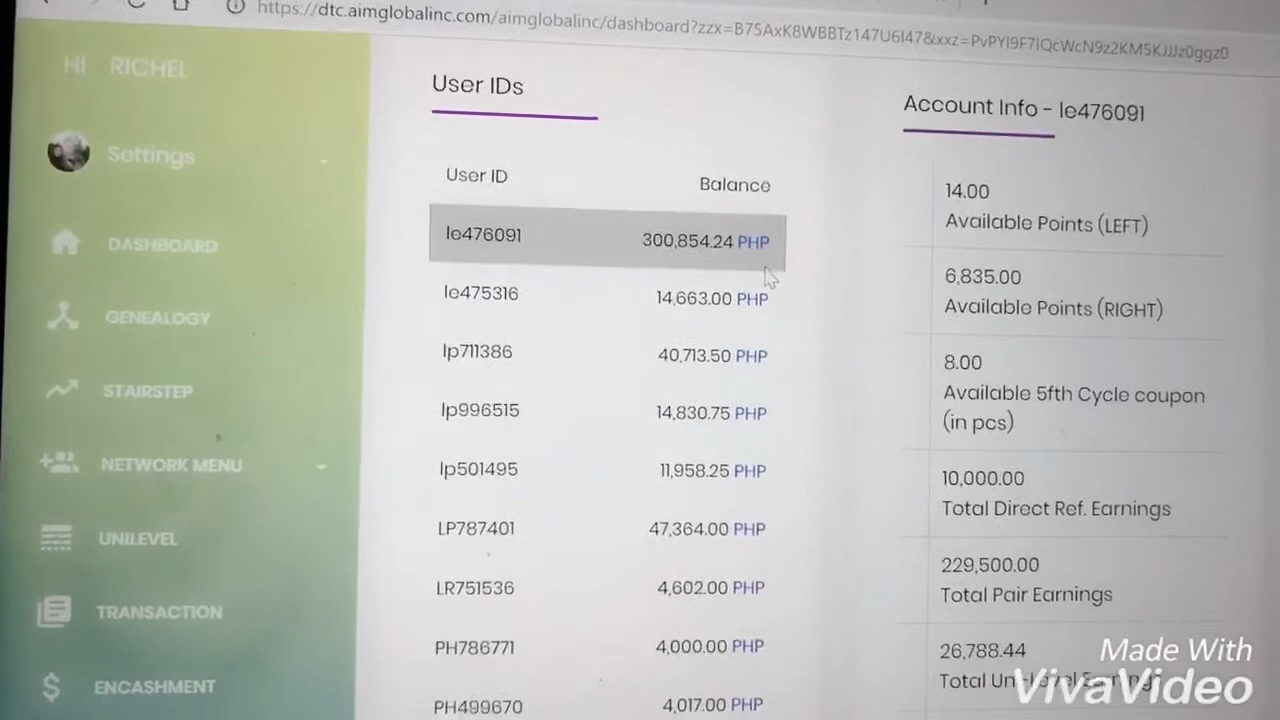 https://dtc.aimglobalinc.com/aimglobalinc/dashboard?zzx=B75AxK8WBBTz147U6I47&xxz=PvPYI9F7IQcWcN9z2KM5KJJJz0ggz0
HI RICHEL
Settings
DASHBOARD
GENEALOGY
STAIRSTEP
NETWORK MENU
UNILEVEL
TRANSACTION
ENCASHMENT
User IDs
User ID Balance
le476091 300,854.24 PHP
le475316 14,663.00 PHP
lp711386 40,713.50 PHP
lp996515 14,830.75 PHP
lp501495 11,958.25 PHP
LP787401 47,364.00 PHP
LR751536 4,602.00 PHP
PH786771 4,000.00 PHP
PH499670 4,017.00 PHP
Account Info - le476091
14.00
Available Points (LEFT)
6,835.00
Available Points (RIGHT)
8.00
Available 5fth Cycle coupon
(in pcs)
10,000.00
Total Direct Ref. Earnings
229,500.00
Total Pair Earnings
26,788.44
Total Uni-Level Earnings
Made With
VivaVideo